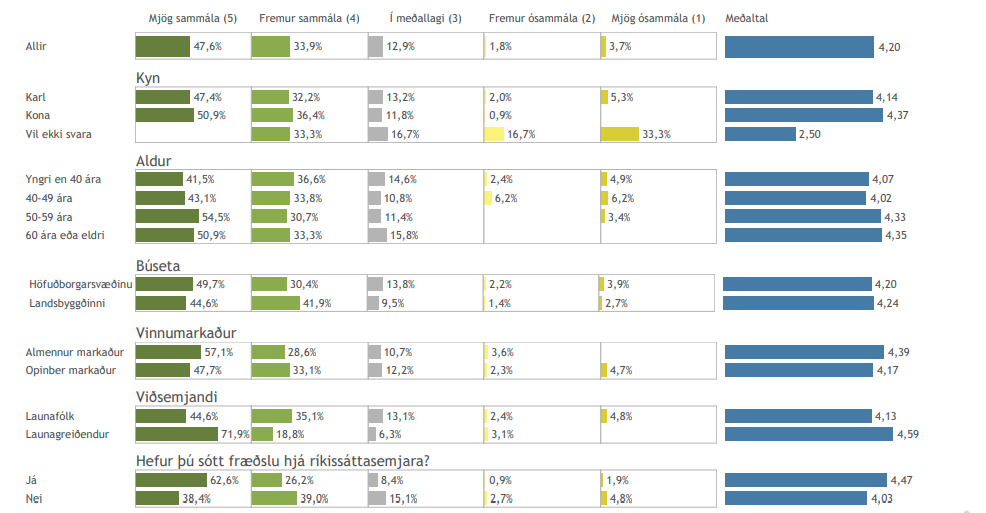 Mjög sammála (5) Fremur sammála (4) Í meðallagi (3) Fremur ósammála (2) Mjög ósammála (1) Meðaltal
Allir 47,6% 33,9% 12,9% 1,8% 3,7% 4,20
Kyn
Karl 47,4% 32,2% 13,2% 2,0% 5,3% 4,14
Kona 50,9% 36,4% 11,8% 0,9% 4,37
Vil ekki svara 33,3% 16,7% 16,7% 33,3% 2,50
Aldur
Yngri en 40 ára 41,5% 36,6% 14,6% 2,4% 4,9% 4,07
40-49 ára 43,1% 33,8% 10,8% 6,2% 6,2% 4,02
50-59 ára 54,5% 30,7% 11,4% 3,4% 4,33
60 ára eða eldri 50,9% 33,3% 15,8% 4,35
Búseta
Höfuðborgarsvæðinu 49,7% 30,4% 13,8% 2,2% 3,9% 4,20
Landsbyggðinni 44,6% 41,9% 9,5% 1,4% 2,7% 4,24
Vinnumarkaður
Almennur markaður 57,1% 28,6% 10,7% 3,6% 4,39
Opinber markaður 47,7% 33,1% 12,2% 2,3% 4,7% 4,17
Viðsemjandi
Launafólk 44,6% 35,1% 13,1% 2,4% 4,8% 4,13
Launagreiðendur 71,9% 18,8% 6,3% 3,1% 4,59
Hefur þú sótt fræðslu hjá ríkissáttasemjara?
Já 62,6% 26,2% 8,4% 0,9% 1,9% 4,47
Nei 38,4% 39,0% 15,1% 2,7% 4,8% 4,03